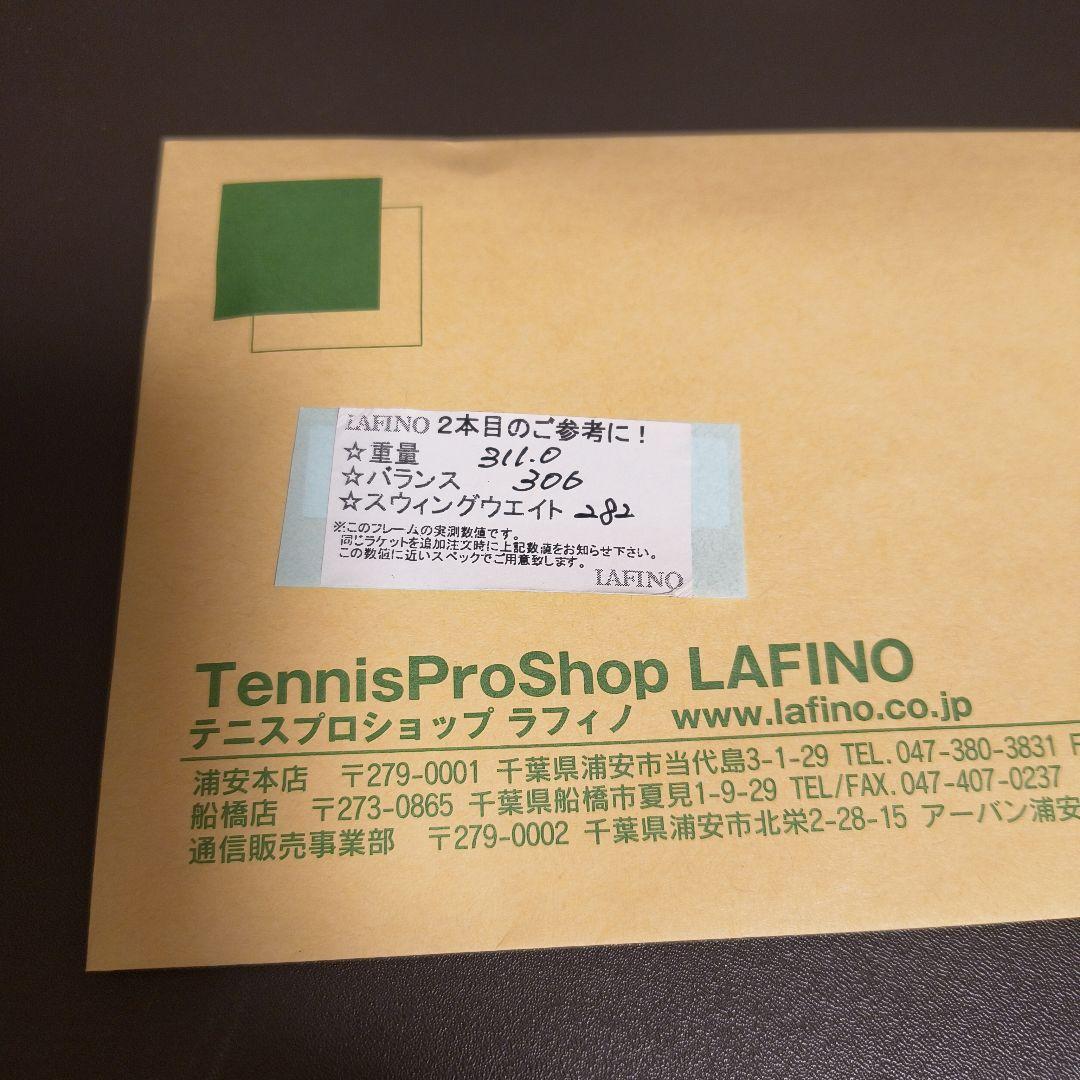 LAFINO 2本目のご参考に！
☆重量 311.0
☆バランス 306
☆スウィングウエイト 282
※このフレームの実測数値です。
同じラケットを追加注文時に上記数値をお知らせ下さい。
この数値に近いスペックでご用意致します。
LAFINO
TennisProShop LAFINO
テニスプロショップ ラフィノ www.lafino.co.jp
浦安本店 〒279-0001 千葉県浦安市当代島3-1-29 TEL.047-380-3831 F
船橋店 〒273-0865 千葉県船橋市夏見1-9-29 TEL/FAX.047-407-0237
通信販売事業部 〒279-0002 千葉県浦安市北栄2-28-15 アーバン浦安